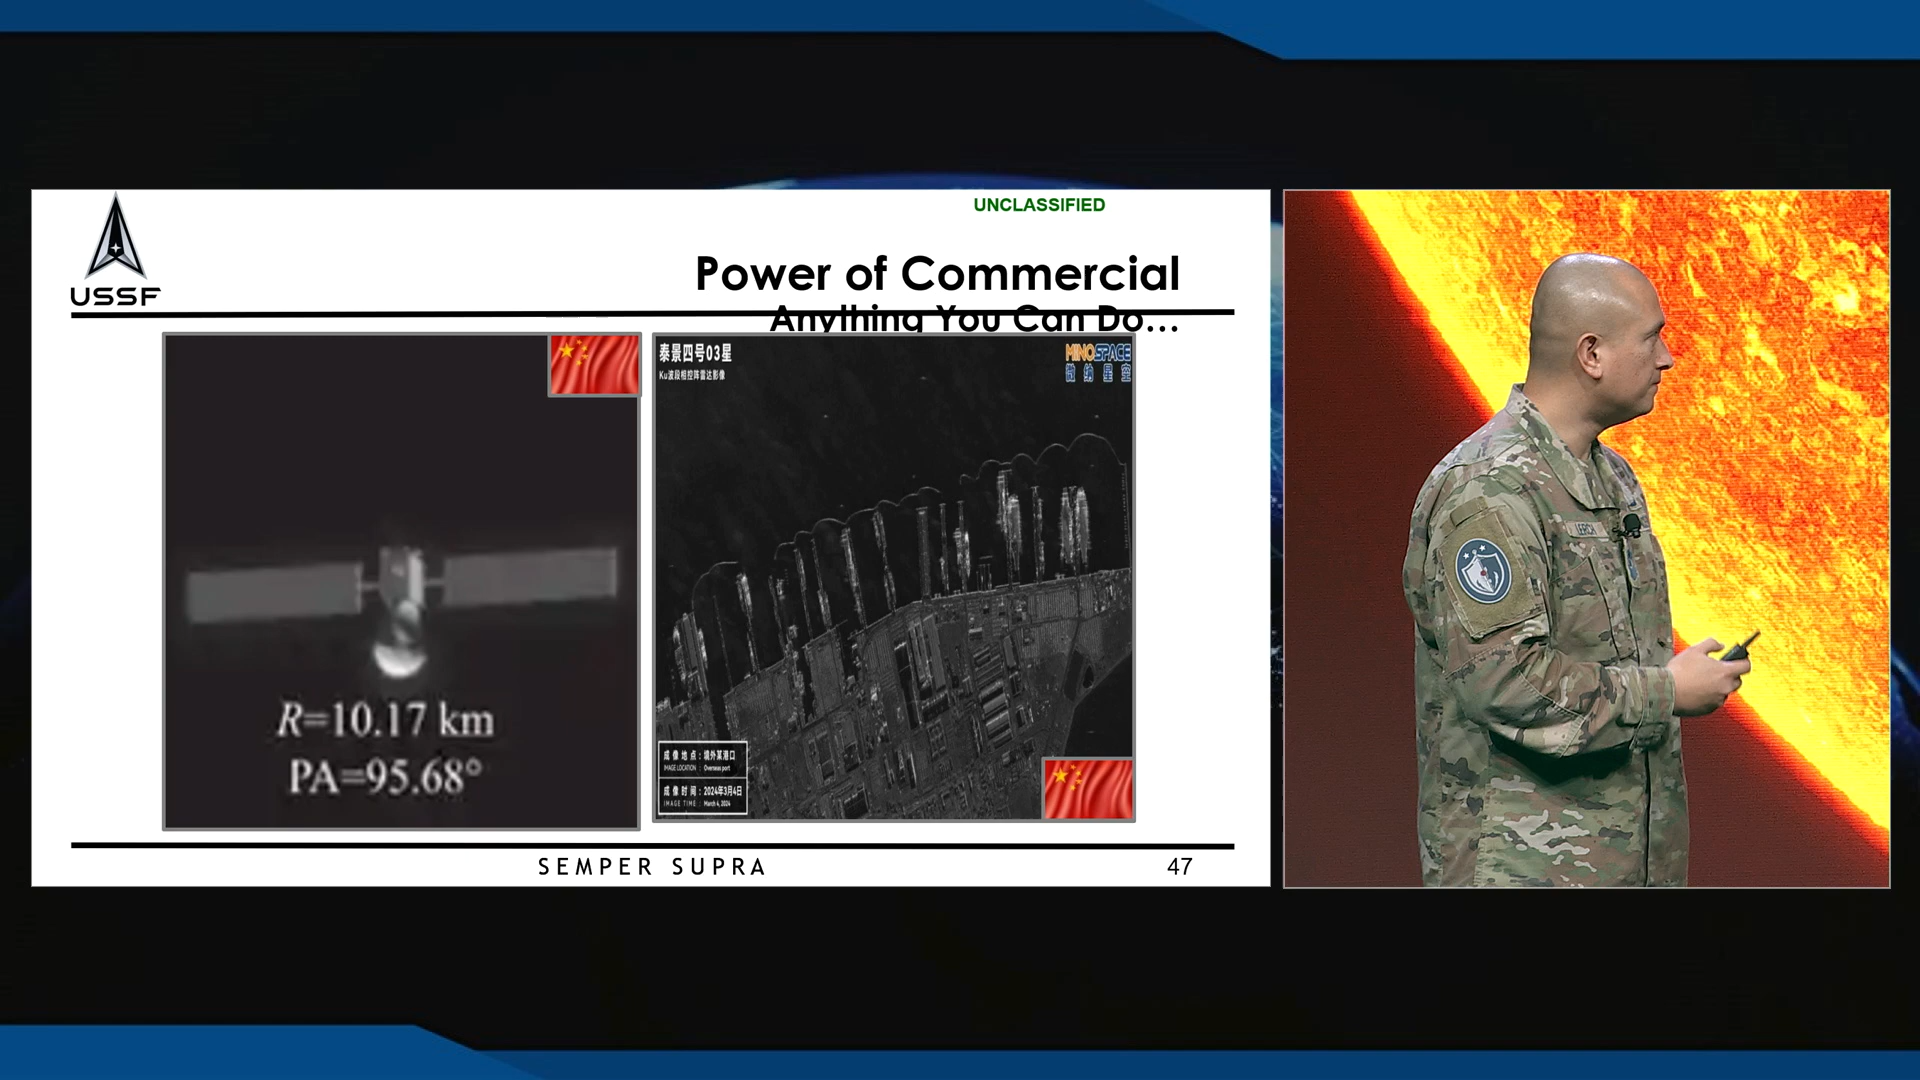 UNCLASSIFIED
USSF
Power of Commercial
Anything You Can Do…
R=10.17 km
PA=95.68°
泰景四号03星
Ku波段相控阵雷达影像
MINOSPACE
微纳星空
成像地点：境外某港口
IMAGE LOCATION : Overseas port
成像时间：2024年3月4日
IMAGE TIME : March 4, 2024
SEMPER SUPRA
47
LERCH